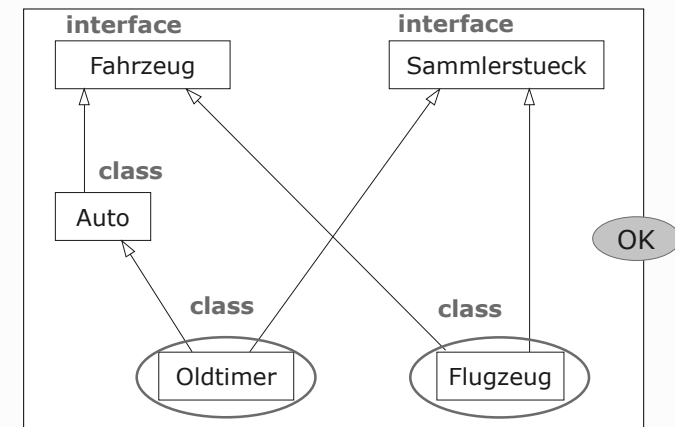 interface
interface
Fahrzeug
Sammlerstueck
class
Auto
OK
class
class
Oldtimer
Flugzeug